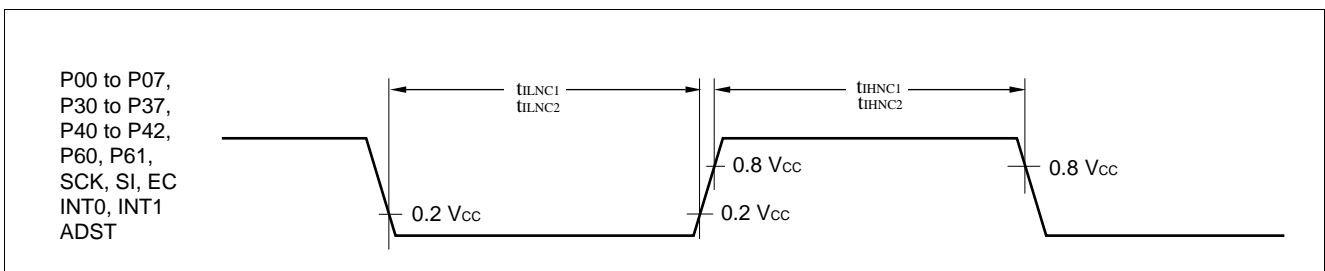 P00 to P07,
P30 to P37,
P40 to P42,
P60, P61,
SCK, SI, EC
INT0, INT1
ADST
tILNC1
tILNC2
tIHNC1
tIHNC2
0.8 VCC
0.8 VCC
0.2 VCC
0.2 VCC